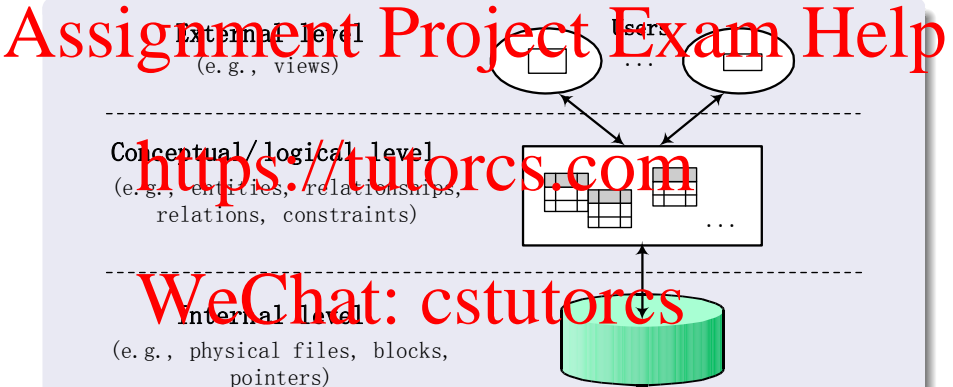 Assignment Project Exam Help
External level
Users
(e.g., views)
...
https://tutorcs.com
Conceptual/logical level
(e.g., entities, relationships,
relations, constraints)
...
WeChat: cstutorcs
Internal level
(e.g., physical files, blocks,
pointers)